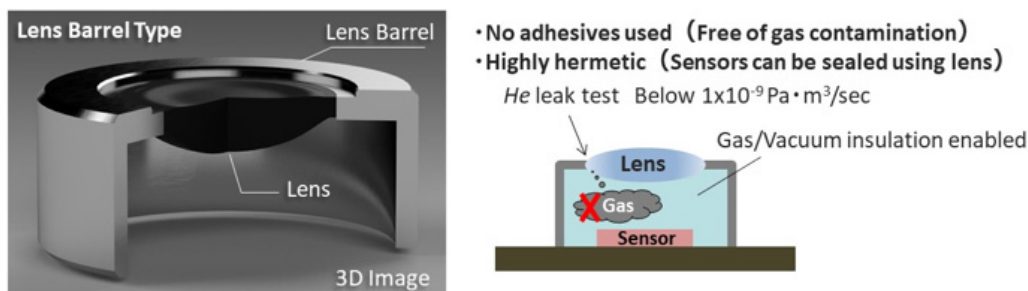 Lens Barrel Type
Lens Barrel
Lens
3D Image
・No adhesives used（Free of gas contamination）
・Highly hermetic（Sensors can be sealed using lens）
He leak test Below 1x10⁻⁹ Pa・m³/sec
Gas/Vacuum insulation enabled
Lens
Gas
Sensor